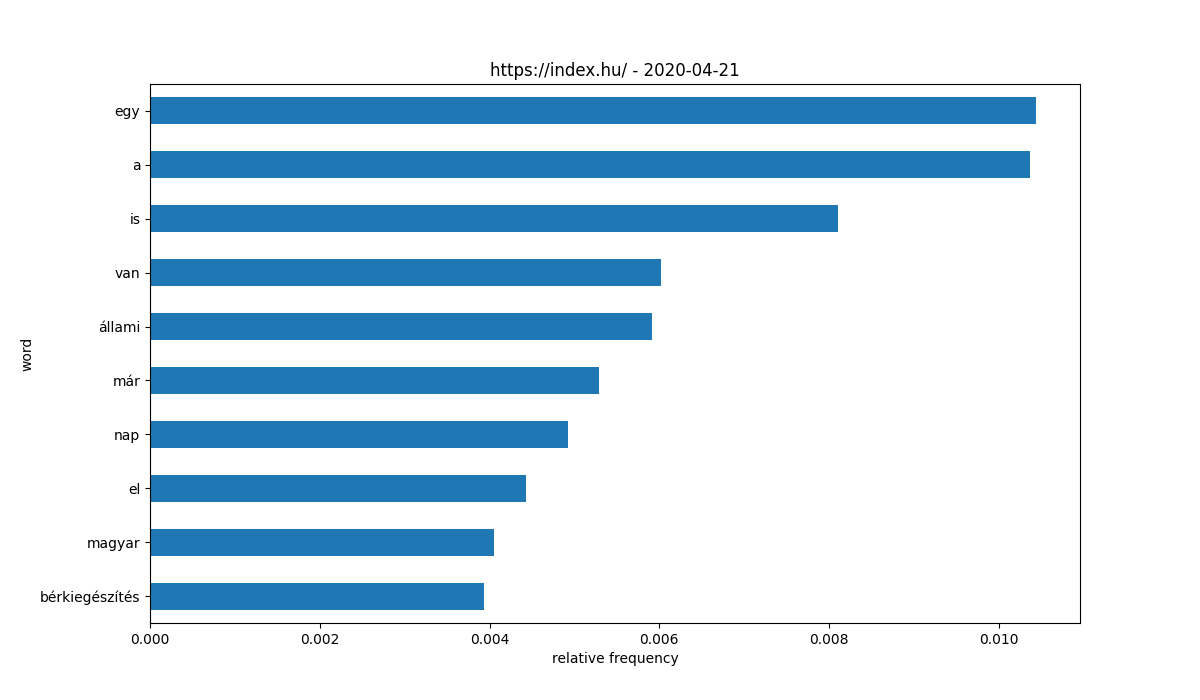 https://index.hu/ - 2020-04-21
egy
a
is
van
állami
már
nap
el
magyar
bérkiegészítés
word
0.000 0.002 0.004 0.006 0.008 0.010
relative frequency